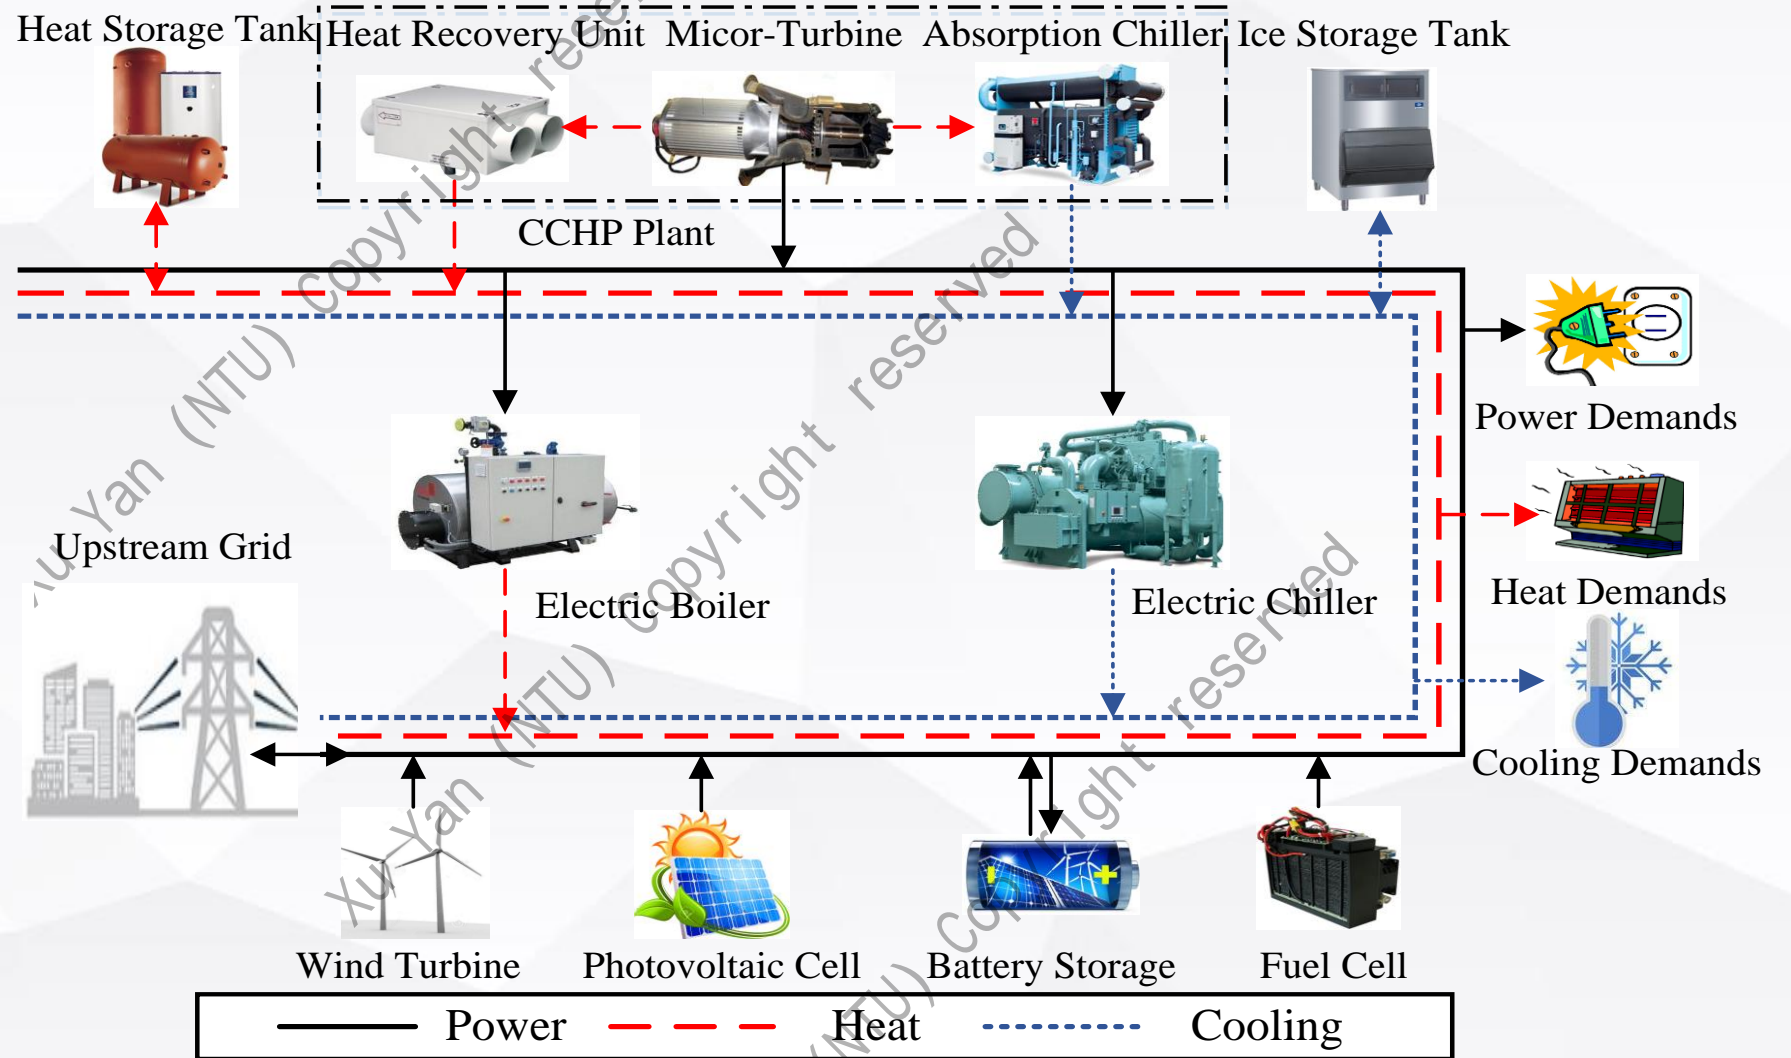 Heat Storage Tank
Heat Recovery Unit
Micor-Turbine
Absorption Chiller
Ice Storage Tank
CCHP Plant
Power Demands
Heat Demands
Cooling Demands
Upstream Grid
Electric Boiler
Electric Chiller
Wind Turbine
Photovoltaic Cell
Battery Storage
Fuel Cell
Power
Heat
Cooling
Xu Yan (NTU) Copyright reserved
Xu Yan (NTU) Copyright reserved
(NTU) Copyright reserved